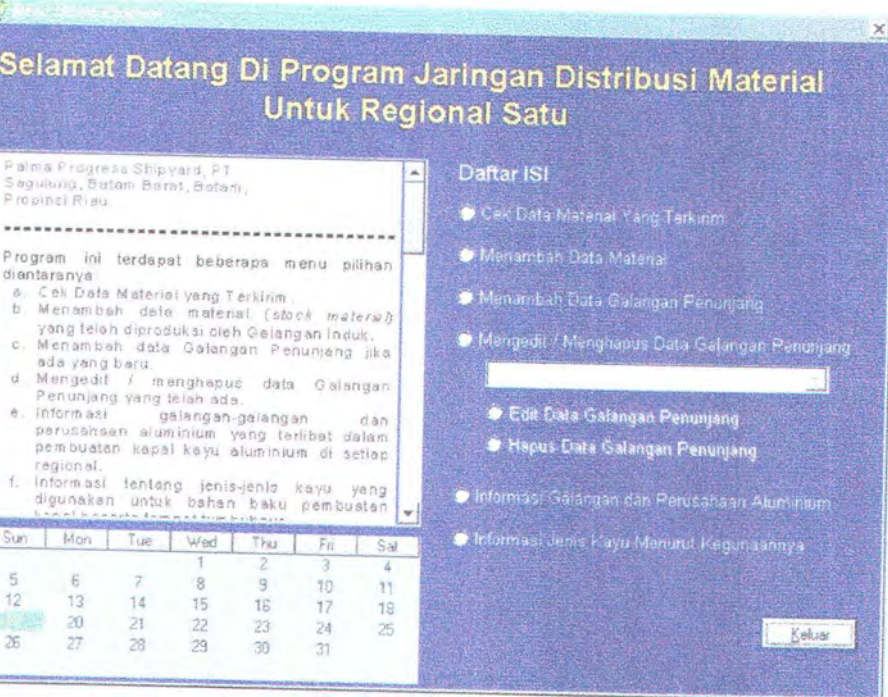 Selamat Datang Di Program Jaringan Distribusi Material
Untuk Regional Satu
Palma Progress Shipyard, PT
Sagulung, Batam Barat, Batam,
Propinsi Riau
Program ini terdapat beberapa menu pilihan
diantaranya
a. Cek Data Material yang Terkirim.
b. Menambah data material (stock material)
yang telah diproduksi oleh Galangan Induk.
c. Menambah data Galangan Penunjang jika
ada yang baru.
d. Mengedit / menghapus data Galangan
Penunjang yang telah ada.
e. Informasi galangan-galangan dan
perusahaan aluminium yang terlibat dalam
pembuatan kapal kayu aluminium di setiap
regional.
f. Informasi tentang jenis-jenis kayu yang
digunakan untuk bahan baku pembuatan
Sun Mon Tue Wed Thu Fri Sat
1 2 3 4
5 6 7 8 9 10 11
12 13 14 15 16 17 18
20 21 22 23 24 25
26 27 28 29 30 31
Daftar ISI
Cek Data Material Yang Terkirim
Menambah Data Material
Menambah Data Galangan Penunjang
Mengedit / Menghapus Data Galangan Penunjang
Edit Data Galangan Penunjang
Hapus Data Galangan Penunjang
Informasi Galangan dan Perusahaan Aluminium
Informasi Jenis Kayu Menurut Kegunaannya
Keluar